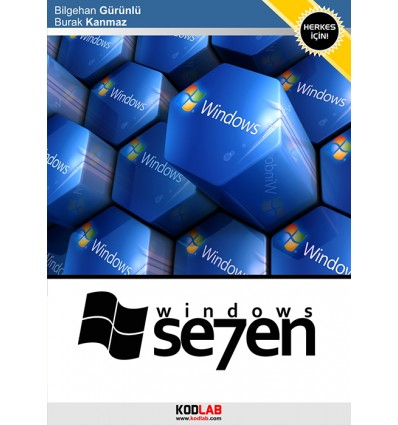 Bilgehan Gürünlü
Burak Kanmaz
HERKES
İÇİN!
Windows
Windows
Windows
Windows
Windows
Windows
windows
se7en
KODLAB
www.kodlab.com